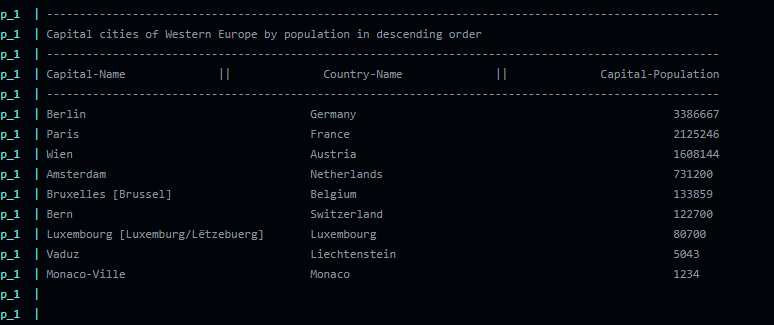 p_1 | --------------------------------------------------------------------------------------------------------
p_1 | Capital cities of Western Europe by population in descending order
p_1 | --------------------------------------------------------------------------------------------------------
p_1 | Capital-Name || Country-Name || Capital-Population
p_1 | --------------------------------------------------------------------------------------------------------
p_1 | Berlin Germany 3386667
p_1 | Paris France 2125246
p_1 | Wien Austria 1608144
p_1 | Amsterdam Netherlands 731200
p_1 | Bruxelles [Brussel] Belgium 133859
p_1 | Bern Switzerland 122700
p_1 | Luxembourg [Luxemburg/Lëtzebuerg] Luxembourg 80700
p_1 | Vaduz Liechtenstein 5043
p_1 | Monaco-Ville Monaco 1234
p_1 |
p_1 |